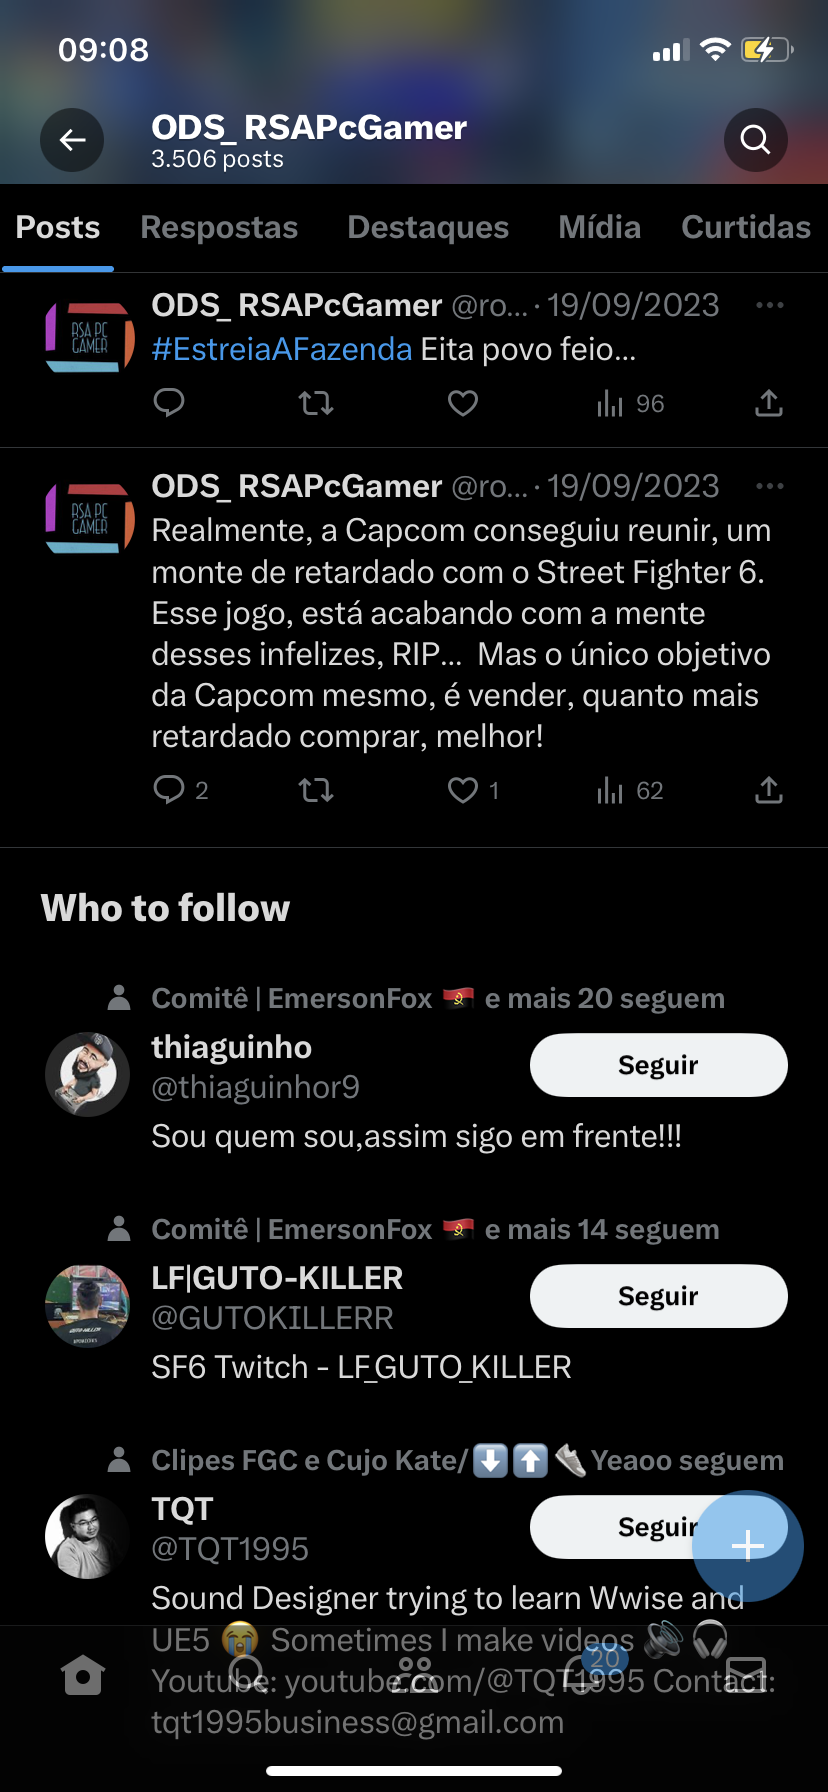 09:08
ODS_ RSAPcGamer
3.506 posts
Posts Respostas Destaques Mídia Curtidas
ODS_ RSAPcGamer @ro... · 19/09/2023
RSA PC
GAMER
#EstreiaAFazenda Eita povo feio...
96
ODS_ RSAPcGamer @ro... · 19/09/2023
RSA PC
GAMER
Realmente, a Capcom conseguiu reunir, um
monte de retardado com o Street Fighter 6.
Esse jogo, está acabando com a mente
desses infelizes, RIP... Mas o único objetivo
da Capcom mesmo, é vender, quanto mais
retardado comprar, melhor!
2 1 62
Who to follow
Comitê | EmersonFox 🇦🇴 e mais 20 seguem
thiaguinho
@thiaguinhor9
Seguir
Sou quem sou,assim sigo em frente!!!
Comitê | EmersonFox 🇦🇴 e mais 14 seguem
LF|GUTO-KILLER
@GUTOKILLERR
Seguir
SF6 Twitch - LF_GUTO_KILLER
Clipes FGC e Cujo Kate/⬇️⬆️👟Yeaoo seguem
TQT
@TQT1995
Seguir
Sound Designer trying to learn Wwise and
UE5 😭 Sometimes I make videos 🔊🎧
Youtube: youtube.com/@TQT1995 Contact:
tqt1995business@gmail.com
20